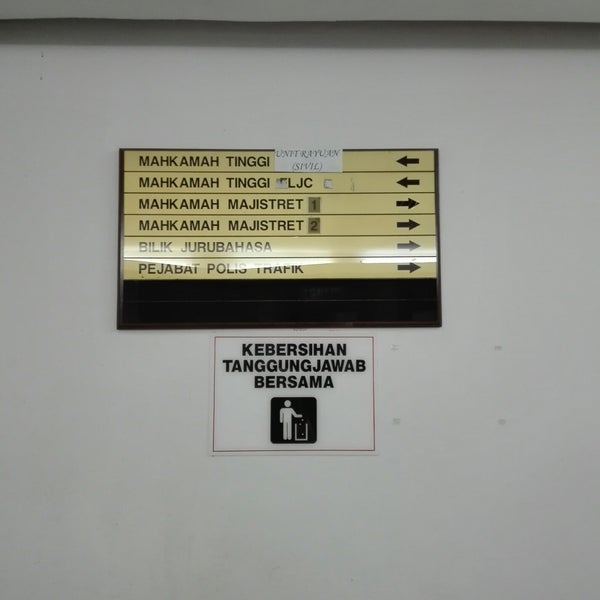 MAHKAMAH TINGGI UNIT RAYUAN
(SIVIL)
MAHKAMAH TINGGI LJC
MAHKAMAH MAJISTRET 1
MAHKAMAH MAJISTRET 2
BILIK JURUBAHASA
PEJABAT POLIS TRAFIK
KEBERSIHAN
TANGGUNGJAWAB
BERSAMA